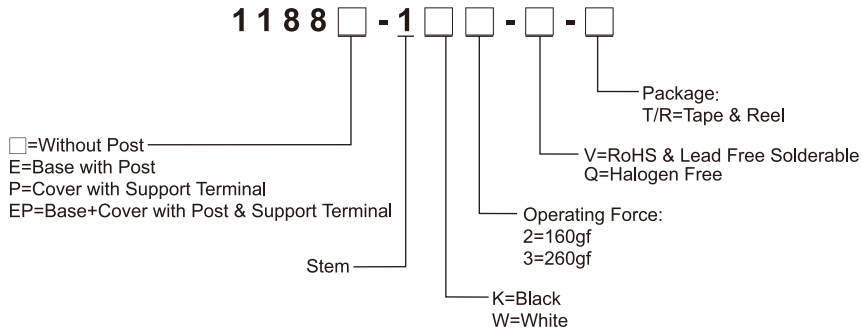 1188□-1□□-□-□
Package:
T/R=Tape & Reel
□=Without Post
E=Base with Post
P=Cover with Support Terminal
EP=Base+Cover with Post & Support Terminal
V=RoHS & Lead Free Solderable
Q=Halogen Free
Operating Force:
2=160gf
3=260gf
Stem
K=Black
W=White